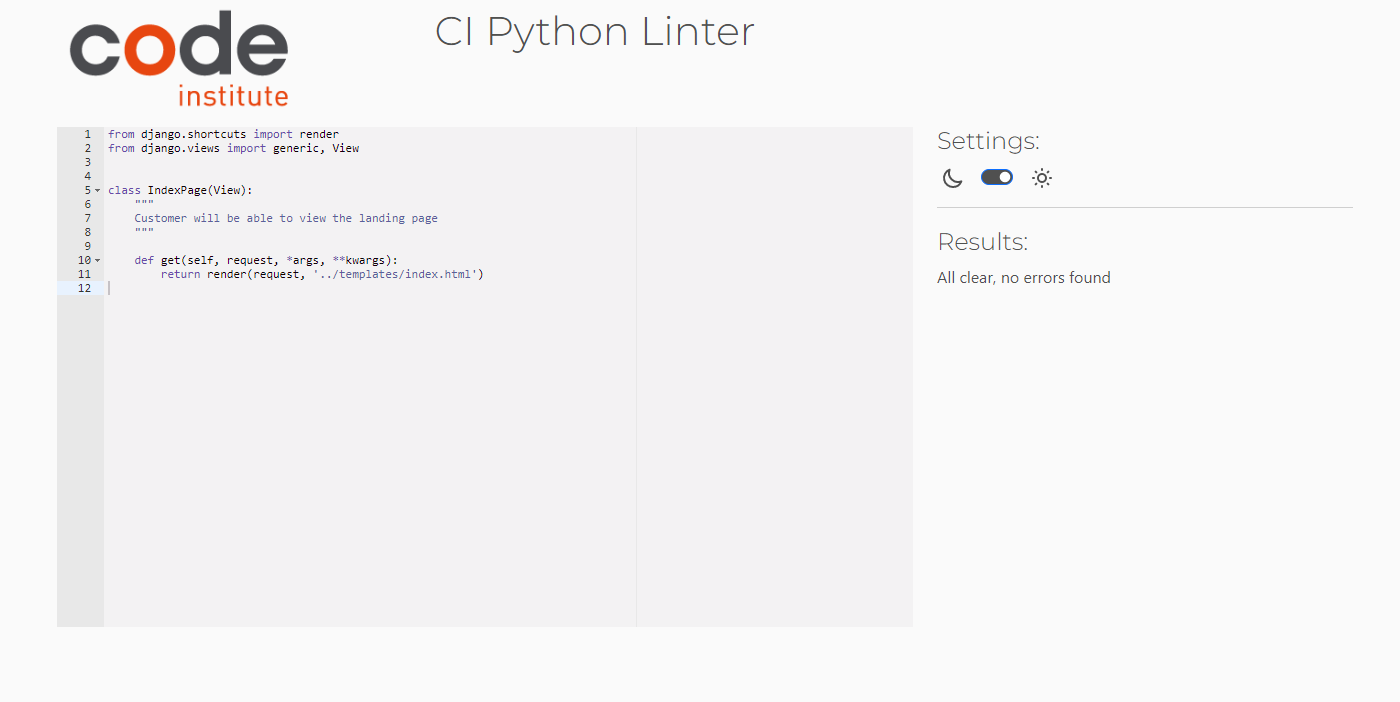 code
institute
CI Python Linter
1 from django.shortcuts import render
2 from django.views import generic, View
3
4
5 class IndexPage(View):
6     """
7     Customer will be able to view the landing page
8     """
9
10     def get(self, request, *args, **kwargs):
11         return render(request, '../templates/index.html')
12
Settings:
Results:
All clear, no errors found